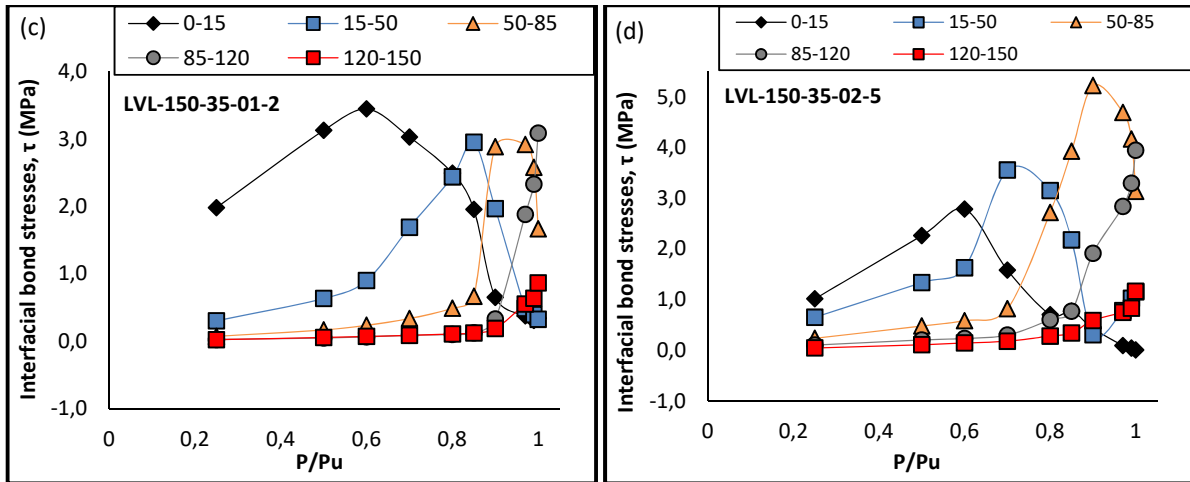 (c)
0-15 15-50 50-85
85-120 120-150
4,0
3,0
2,0
1,0
0,0
-1,0
LVL-150-35-01-2
Interfacial bond stresses, τ (MPa)
0 0,2 0,4 0,6 0,8 1
P/Pu
(d)
0-15 15-50 50-85
85-120 120-150
5,0
4,0
3,0
2,0
1,0
0,0
-1,0
LVL-150-35-02-5
Interfacial bond stresses, τ (MPa)
0 0,2 0,4 0,6 0,8 1
P/Pu